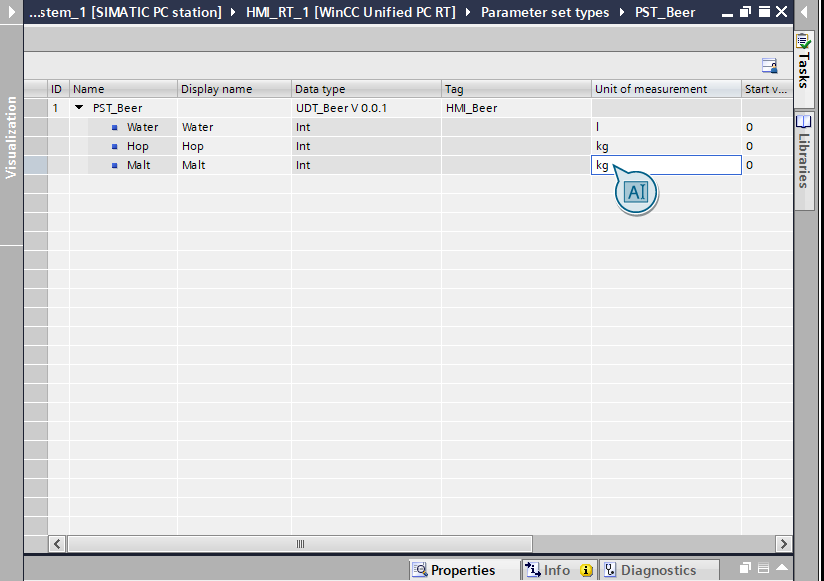 ...stem_1 [SIMATIC PC station] HMI_RT_1 [WinCC Unified PC RT] Parameter set types PST_Beer
Visualization
Tasks
Libraries
ID Name Display name Data type Tag Unit of measurement Start v...
1 PST_Beer UDT_Beer V 0.0.1 HMI_Beer
Water Water Int l 0
Hop Hop Int kg 0
Malt Malt Int kg 0
AI
Properties Info Diagnostics